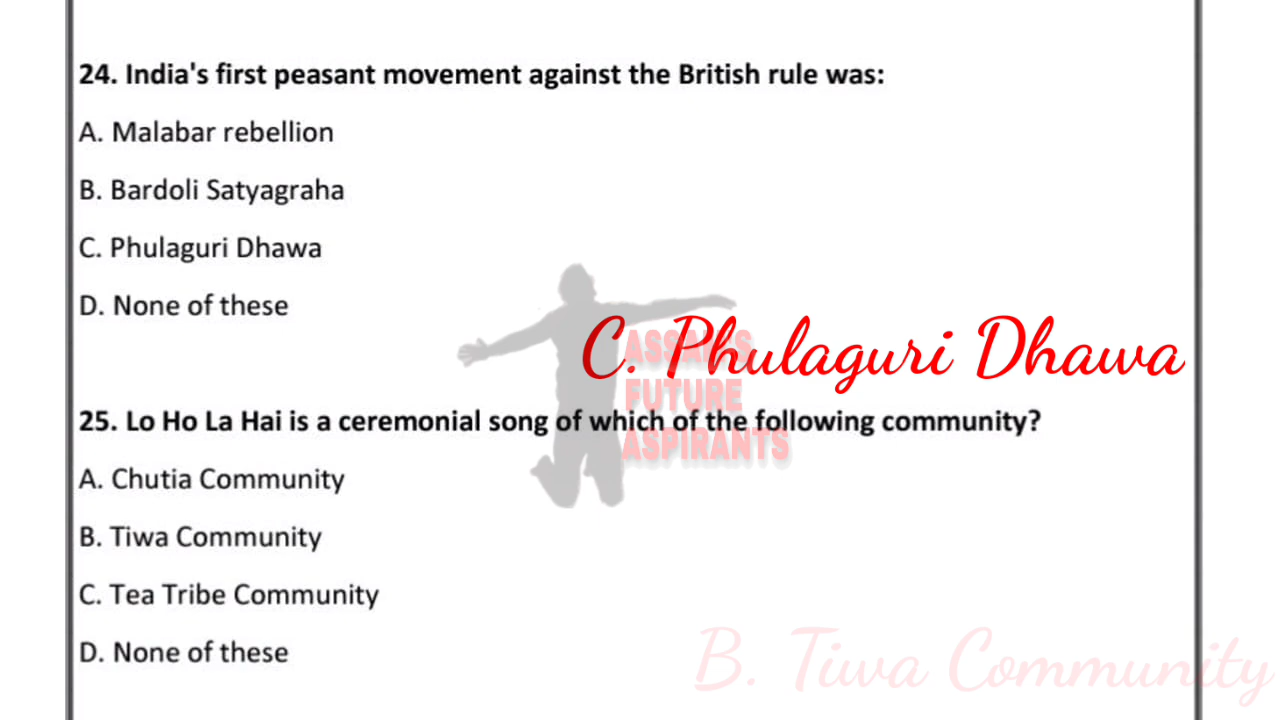 24. India's first peasant movement against the British rule was:
A. Malabar rebellion
B. Bardoli Satyagraha
C. Phulaguri Dhawa
D. None of these
C. Phulaguri Dhawa
ASSAM'S
FUTURE
ASPIRANTS
25. Lo Ho La Hai is a ceremonial song of which of the following community?
A. Chutia Community
B. Tiwa Community
C. Tea Tribe Community
D. None of these
B. Tiwa Community